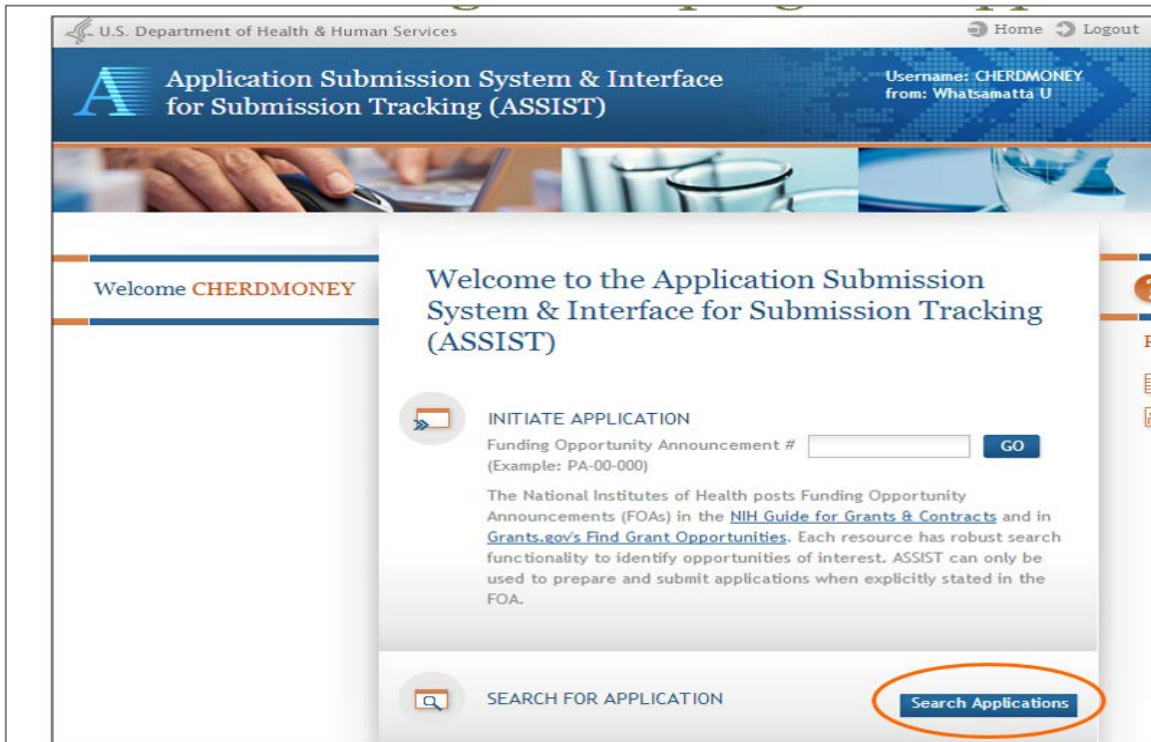 U.S. Department of Health & Human Services
Home Logout
Application Submission System & Interface
for Submission Tracking (ASSIST)
Username: CHERDMONEY
from: Whatsamatta U
Welcome CHERDMONEY
Welcome to the Application Submission
System & Interface for Submission Tracking
(ASSIST)
INITIATE APPLICATION
Funding Opportunity Announcement # GO
(Example: PA-00-000)
The National Institutes of Health posts Funding Opportunity
Announcements (FOAs) in the NIH Guide for Grants & Contracts and in
Grants.gov's Find Grant Opportunities. Each resource has robust search
functionality to identify opportunities of interest. ASSIST can only be
used to prepare and submit applications when explicitly stated in the
FOA.
SEARCH FOR APPLICATION
Search Applications